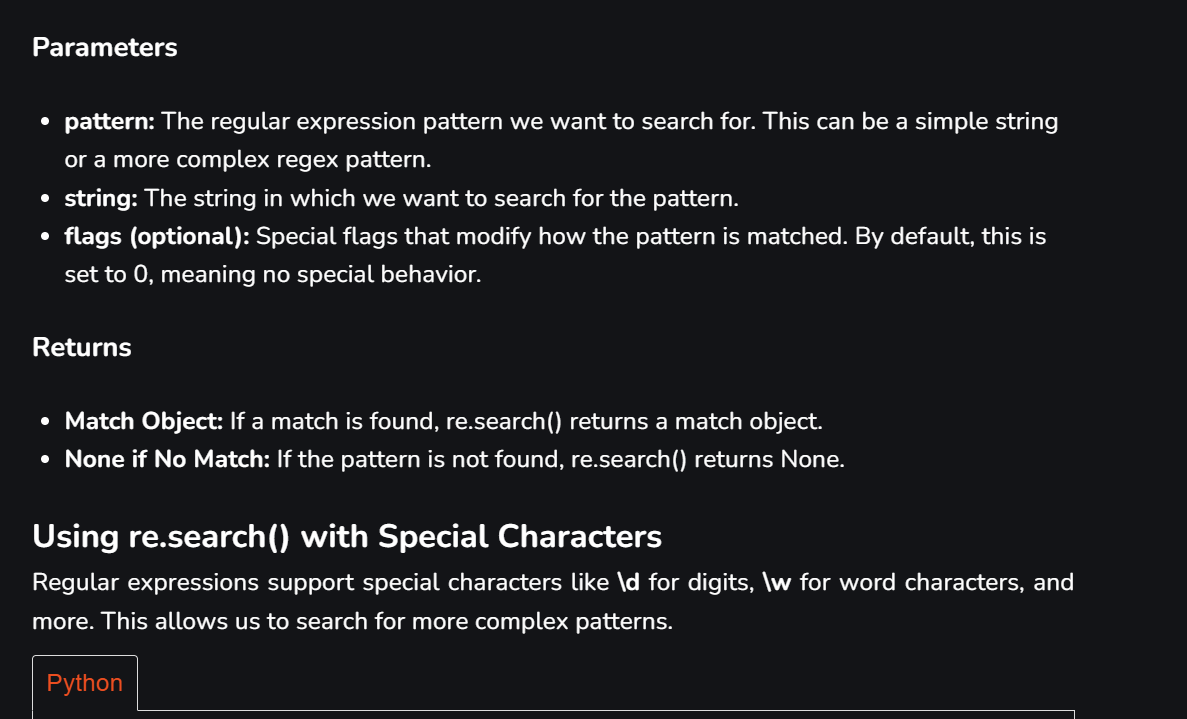 Parameters
• pattern: The regular expression pattern we want to search for. This can be a simple string
or a more complex regex pattern.
• string: The string in which we want to search for the pattern.
• flags (optional): Special flags that modify how the pattern is matched. By default, this is
set to 0, meaning no special behavior.
Returns
• Match Object: If a match is found, re.search() returns a match object.
• None if No Match: If the pattern is not found, re.search() returns None.
Using re.search() with Special Characters
Regular expressions support special characters like \d for digits, \w for word characters, and
more. This allows us to search for more complex patterns.
Python